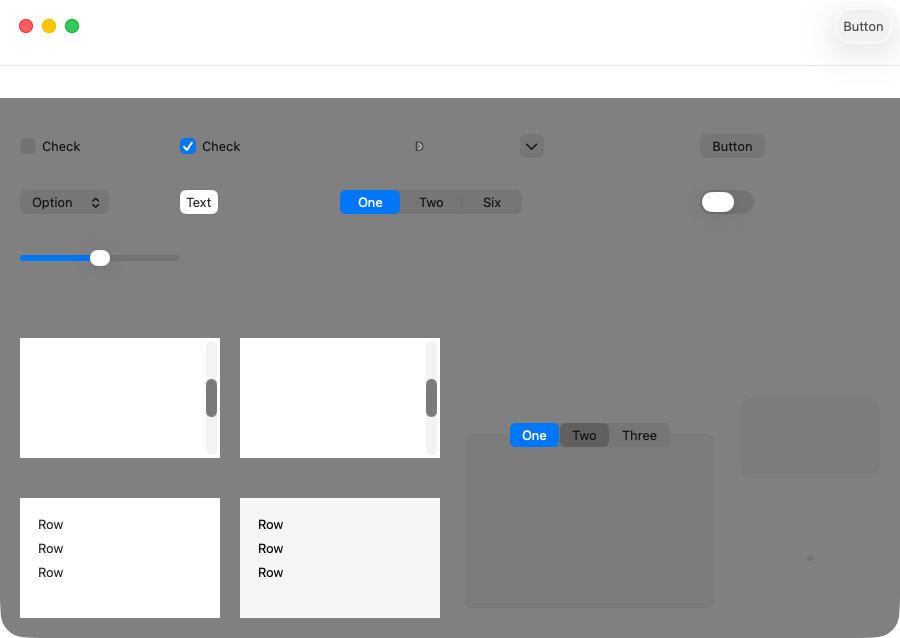 Button
Check
Check
Button
Option
Text
One
Two
Six
One
Two
Three
Row
Row
Row
Row
Row
Row